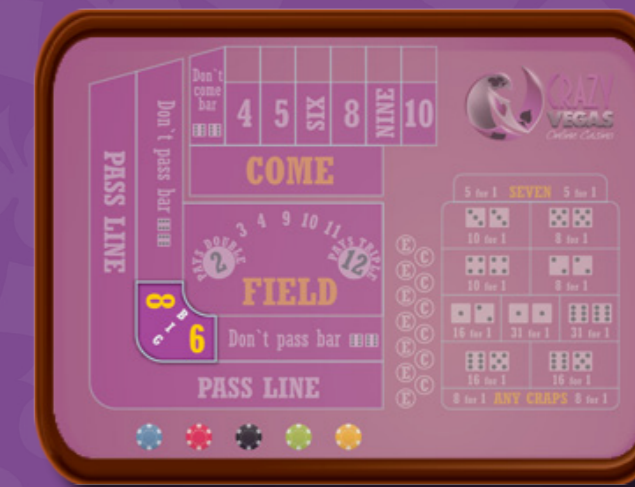 Don't
come
bar
4 5 SIX 8 NINE 10
CRAZY
VEGAS
Online Casino
COME
PASS LINE
Don`t pass bar
5 for 1 SEVEN 5 for 1
10 for 1 8 for 1
10 for 1 8 for 1
16 for 1 31 for 1 31 for 1
16 for 1 16 for 1
8 for 1 ANY CRAPS 8 for 1
3 4 9 10 11
PAYS DOUBLE
2
PAYS TRIPLE
12
FIELD
E C
E C
E C
E C
E C
E C
E C
E C
8
BIG
6
Don`t pass bar
PASS LINE